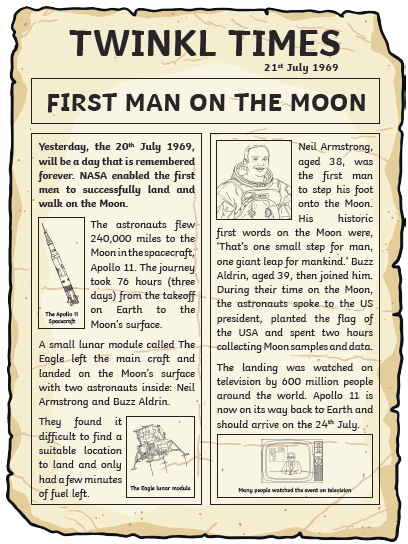 TWINKL TIMES
21st July 1969
FIRST MAN ON THE MOON
Yesterday, the 20th July 1969,
will be a day that is remembered
forever. NASA enabled the first
men to successfully land and
walk on the Moon.
The astronauts flew
240,000 miles to the
Moon in the spacecraft,
Apollo 11. The journey
took 76 hours (three
days) from the takeoff
on Earth to the
Moon's surface.
The Apollo 11
Spacecraft
A small lunar module called The
Eagle left the main craft and
landed on the Moon's surface
with two astronauts inside: Neil
Armstrong and Buzz Aldrin.
They found it
difficult to find a
suitable location
to land and only
had a few minutes
of fuel left.
The Eagle lunar module
Neil Armstrong,
aged 38, was
the first man
to step his foot
onto the Moon.
His historic
first words on the Moon were,
'That's one small step for man,
one giant leap for mankind.' Buzz
Aldrin, aged 39, then joined him.
During their time on the Moon,
the astronauts spoke to the US
president, planted the flag of
the USA and spent two hours
collecting Moon samples and data.
The landing was watched on
television by 600 million people
around the world. Apollo 11 is
now on its way back to Earth and
should arrive on the 24th July.
Many people watched the event on television